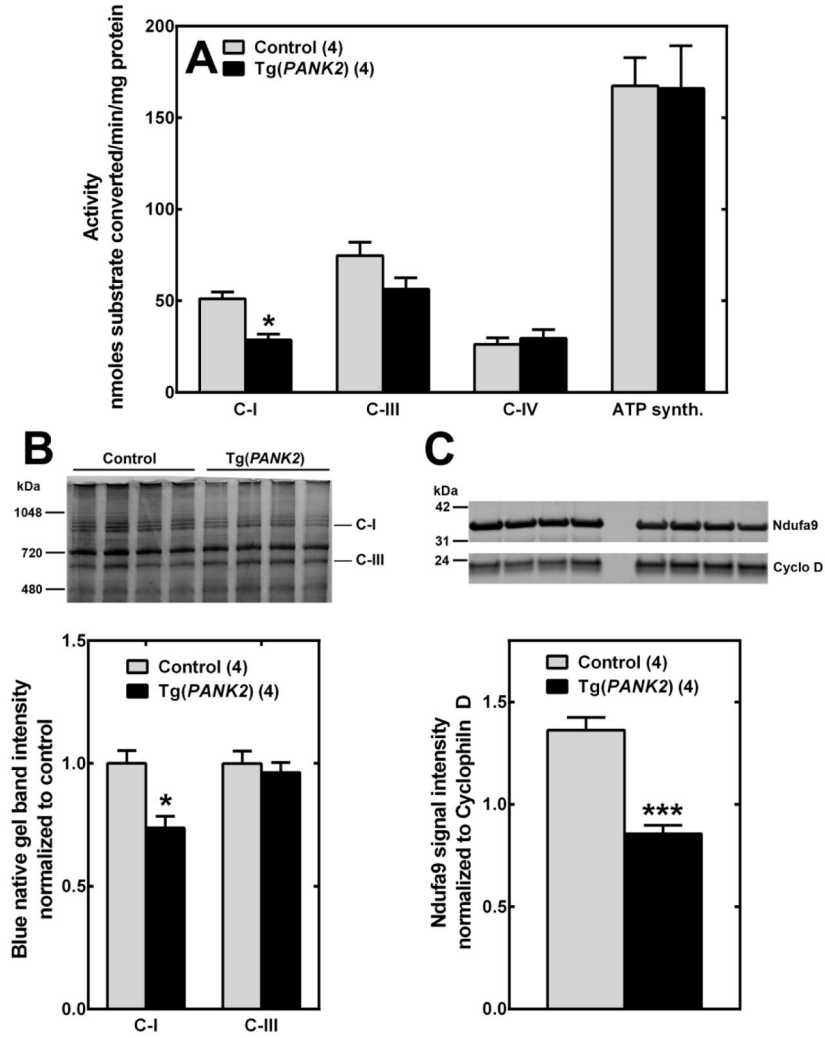 A
Control (4)
Tg(PANK2) (4)
Activity
nmoles substrate converted/min/mg protein
200
150
100
50
0
*
C-I C-III C-IV ATP synth.
B
Control Tg(PANK2)
kDa
1048
720
480
C-I
C-III
C
kDa
42
31
24
Ndufa9
Cyclo D
Blue native gel band intensity
normalized to control
1.5
1.0
0.5
0.0
Control (4)
Tg(PANK2) (4)
*
C-I C-III
Ndufa9 signal intensity
normalized to Cyclophiln D
1.5
1.0
0.5
0.0
Control (4)
Tg(PANK2) (4)
***